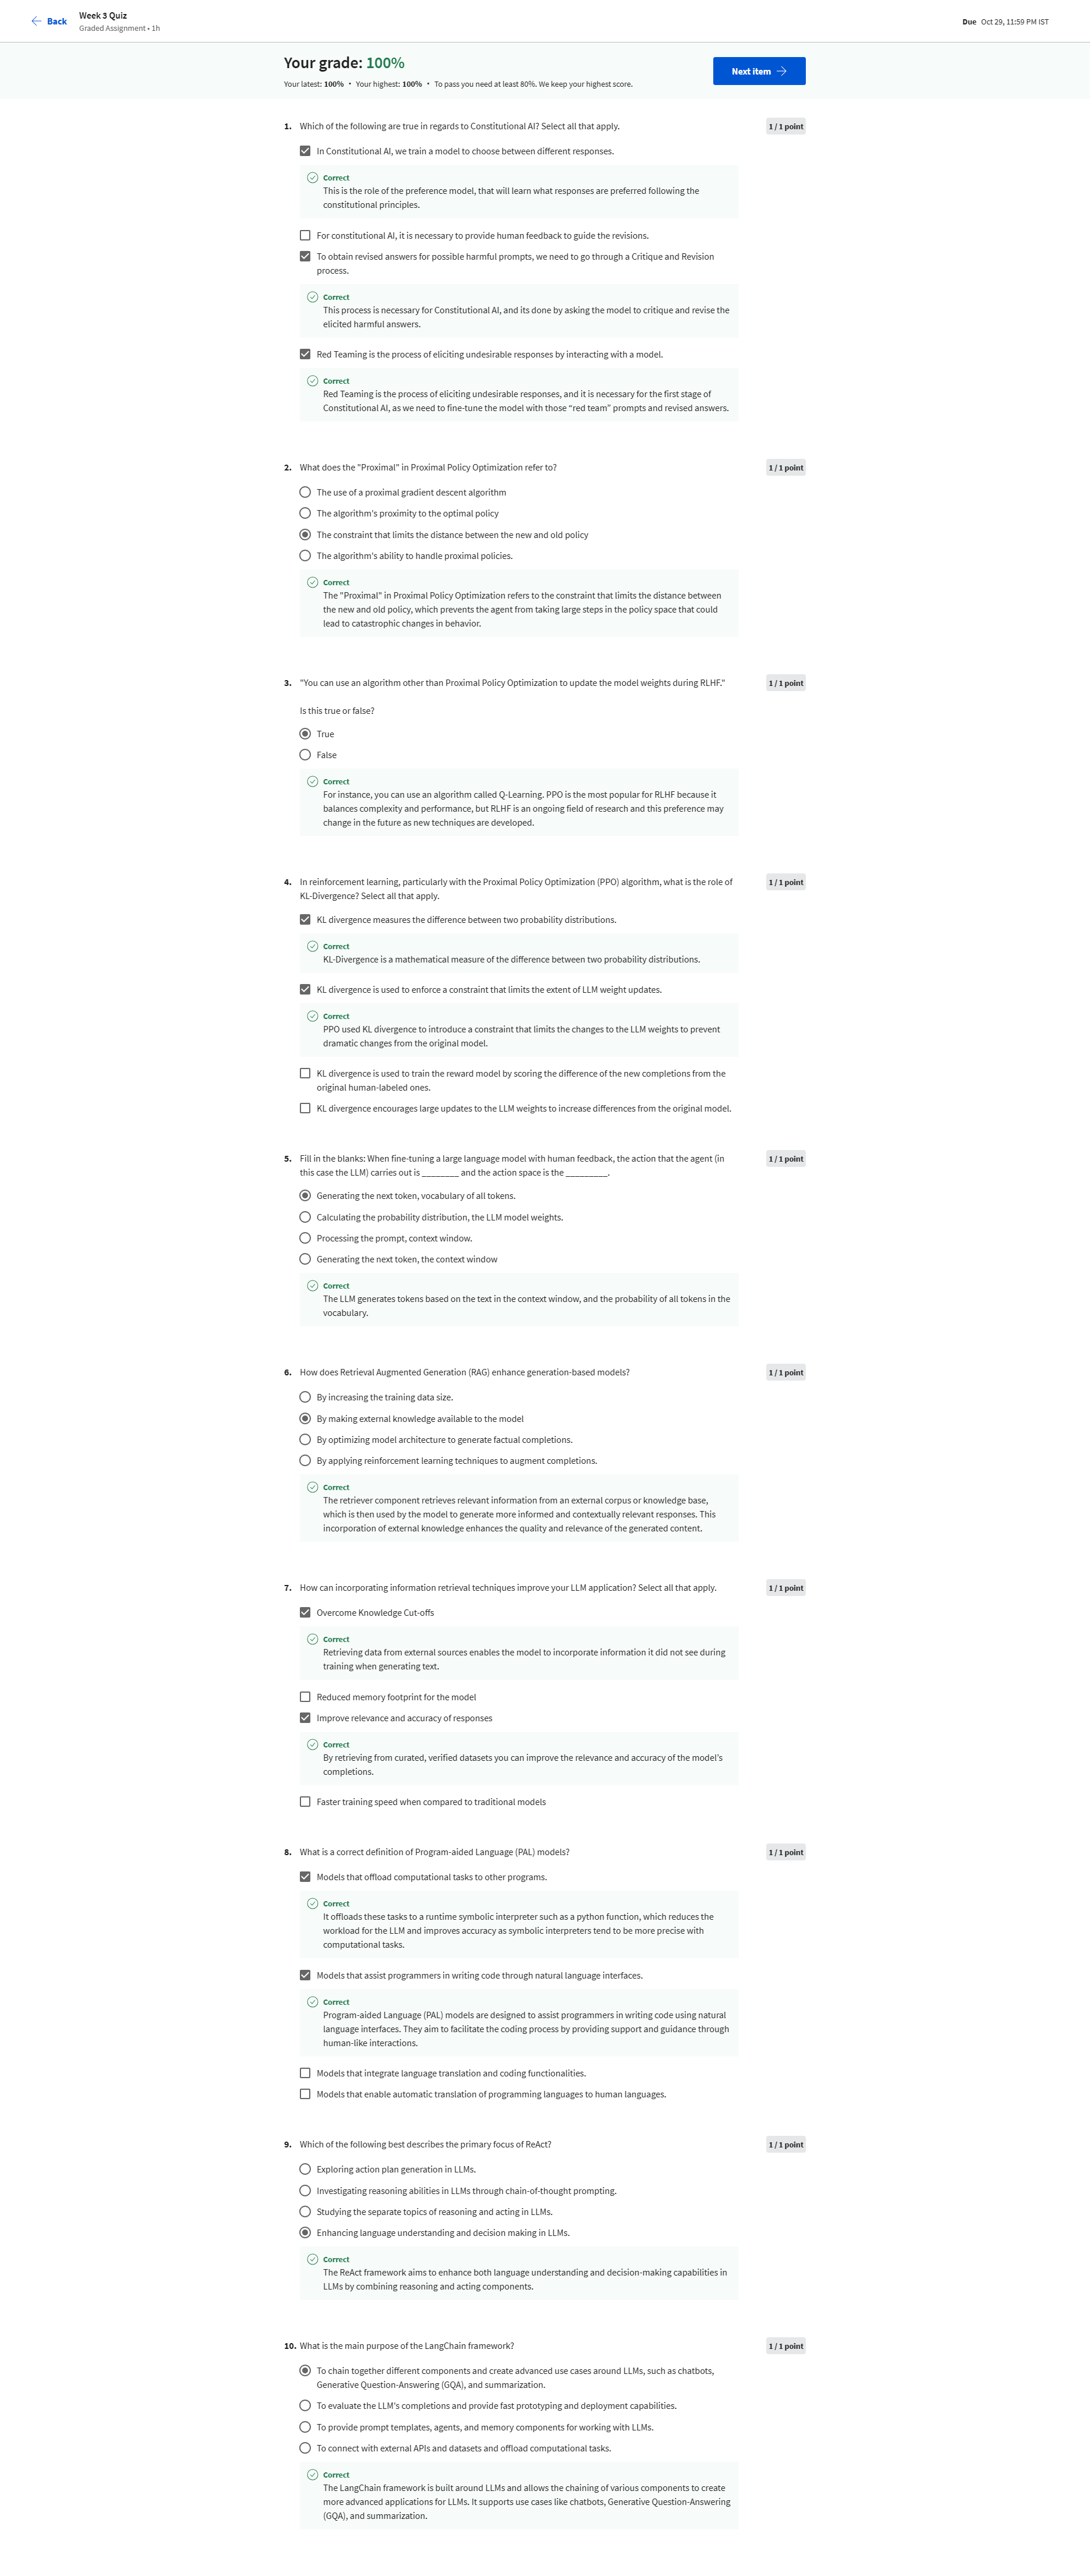 Back
Week 3 Quiz
Graded Assignment • 1h
Due Oct 29, 11:59 PM IST
Your grade: 100%
Your latest: 100% • Your highest: 100% • To pass you need at least 80%. We keep your highest score.
Next item
1. Which of the following are true in regards to Constitutional AI? Select all that apply.
1 / 1 point
In Constitutional AI, we train a model to choose between different responses.
Correct
This is the role of the preference model, that will learn what responses are preferred following the
constitutional principles.
For constitutional AI, it is necessary to provide human feedback to guide the revisions.
To obtain revised answers for possible harmful prompts, we need to go through a Critique and Revision
process.
Correct
This process is necessary for Constitutional AI, and its done by asking the model to critique and revise the
elicited harmful answers.
Red Teaming is the process of eliciting undesirable responses by interacting with a model.
Correct
Red Teaming is the process of eliciting undesirable responses, and it is necessary for the first stage of
Constitutional AI, as we need to fine-tune the model with those “red team” prompts and revised answers.
2. What does the "Proximal" in Proximal Policy Optimization refer to?
1 / 1 point
The use of a proximal gradient descent algorithm
The algorithm's proximity to the optimal policy
The constraint that limits the distance between the new and old policy
The algorithm's ability to handle proximal policies.
Correct
The "Proximal" in Proximal Policy Optimization refers to the constraint that limits the distance between
the new and old policy, which prevents the agent from taking large steps in the policy space that could
lead to catastrophic changes in behavior.
3. "You can use an algorithm other than Proximal Policy Optimization to update the model weights during RLHF."
1 / 1 point
Is this true or false?
True
False
Correct
For instance, you can use an algorithm called Q-Learning. PPO is the most popular for RLHF because it
balances complexity and performance, but RLHF is an ongoing field of research and this preference may
change in the future as new techniques are developed.
4. In reinforcement learning, particularly with the Proximal Policy Optimization (PPO) algorithm, what is the role of
KL-Divergence? Select all that apply.
1 / 1 point
KL divergence measures the difference between two probability distributions.
Correct
KL-Divergence is a mathematical measure of the difference between two probability distributions.
KL divergence is used to enforce a constraint that limits the extent of LLM weight updates.
Correct
PPO used KL divergence to introduce a constraint that limits the changes to the LLM weights to prevent
dramatic changes from the original model.
KL divergence is used to train the reward model by scoring the difference of the new completions from the
original human-labeled ones.
KL divergence encourages large updates to the LLM weights to increase differences from the original model.
5. Fill in the blanks: When fine-tuning a large language model with human feedback, the action that the agent (in
this case the LLM) carries out is ________ and the action space is the _________.
1 / 1 point
Generating the next token, vocabulary of all tokens.
Calculating the probability distribution, the LLM model weights.
Processing the prompt, context window.
Generating the next token, the context window
Correct
The LLM generates tokens based on the text in the context window, and the probability of all tokens in the
vocabulary.
6. How does Retrieval Augmented Generation (RAG) enhance generation-based models?
1 / 1 point
By increasing the training data size.
By making external knowledge available to the model
By optimizing model architecture to generate factual completions.
By applying reinforcement learning techniques to augment completions.
Correct
The retriever component retrieves relevant information from an external corpus or knowledge base,
which is then used by the model to generate more informed and contextually relevant responses. This
incorporation of external knowledge enhances the quality and relevance of the generated content.
7. How can incorporating information retrieval techniques improve your LLM application? Select all that apply.
1 / 1 point
Overcome Knowledge Cut-offs
Correct
Retrieving data from external sources enables the model to incorporate information it did not see during
training when generating text.
Reduced memory footprint for the model
Improve relevance and accuracy of responses
Correct
By retrieving from curated, verified datasets you can improve the relevance and accuracy of the model’s
completions.
Faster training speed when compared to traditional models
8. What is a correct definition of Program-aided Language (PAL) models?
1 / 1 point
Models that offload computational tasks to other programs.
Correct
It offloads these tasks to a runtime symbolic interpreter such as a python function, which reduces the
workload for the LLM and improves accuracy as symbolic interpreters tend to be more precise with
computational tasks.
Models that assist programmers in writing code through natural language interfaces.
Correct
Program-aided Language (PAL) models are designed to assist programmers in writing code using natural
language interfaces. They aim to facilitate the coding process by providing support and guidance through
human-like interactions.
Models that integrate language translation and coding functionalities.
Models that enable automatic translation of programming languages to human languages.
9. Which of the following best describes the primary focus of ReAct?
1 / 1 point
Exploring action plan generation in LLMs.
Investigating reasoning abilities in LLMs through chain-of-thought prompting.
Studying the separate topics of reasoning and acting in LLMs.
Enhancing language understanding and decision making in LLMs.
Correct
The ReAct framework aims to enhance both language understanding and decision-making capabilities in
LLMs by combining reasoning and acting components.
10. What is the main purpose of the LangChain framework?
1 / 1 point
To chain together different components and create advanced use cases around LLMs, such as chatbots,
Generative Question-Answering (GQA), and summarization.
To evaluate the LLM's completions and provide fast prototyping and deployment capabilities.
To provide prompt templates, agents, and memory components for working with LLMs.
To connect with external APIs and datasets and offload computational tasks.
Correct
The LangChain framework is built around LLMs and allows the chaining of various components to create
more advanced applications for LLMs. It supports use cases like chatbots, Generative Question-Answering
(GQA), and summarization.